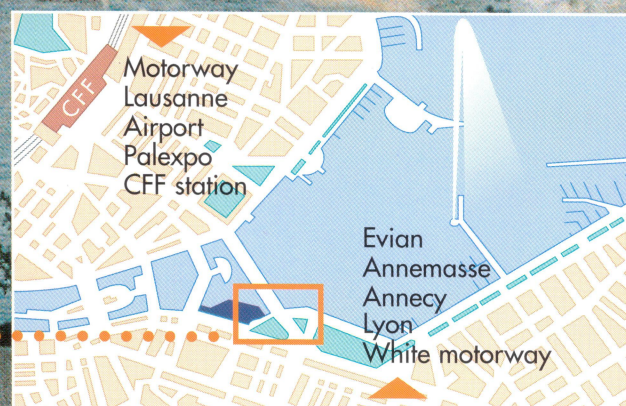 CFF
Motorway
Lausanne
Airport
Palexpo
CFF station
Evian
Annemasse
Annecy
Lyon
White motorway